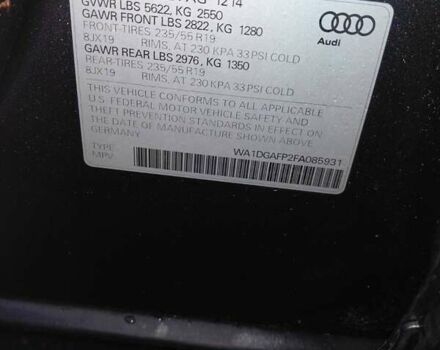 GVWR LBS 5622, KG 2550
GAWR FRONT LBS 2822, KG 1280
FRONT-TIRES 235/55 R19
8JX19 RIMS, AT 230 KPA 33 PSI COLD
GAWR REAR LBS 2976, KG 1350
REAR-TIRES 235/55 R19
8JX19 RIMS, AT 230 KPA 33 PSI COLD
THIS VEHICLE CONFORMS TO ALL APPLICABLE
U.S. FEDERAL MOTOR VEHICLE SAFETY AND
THEFT PREVENTION STANDARDS IN EFFECT ON
THE DATE OF MANUFACTURE SHOWN ABOVE.
TYPE
MPV
WA1DGAFP2FA085931
Audi